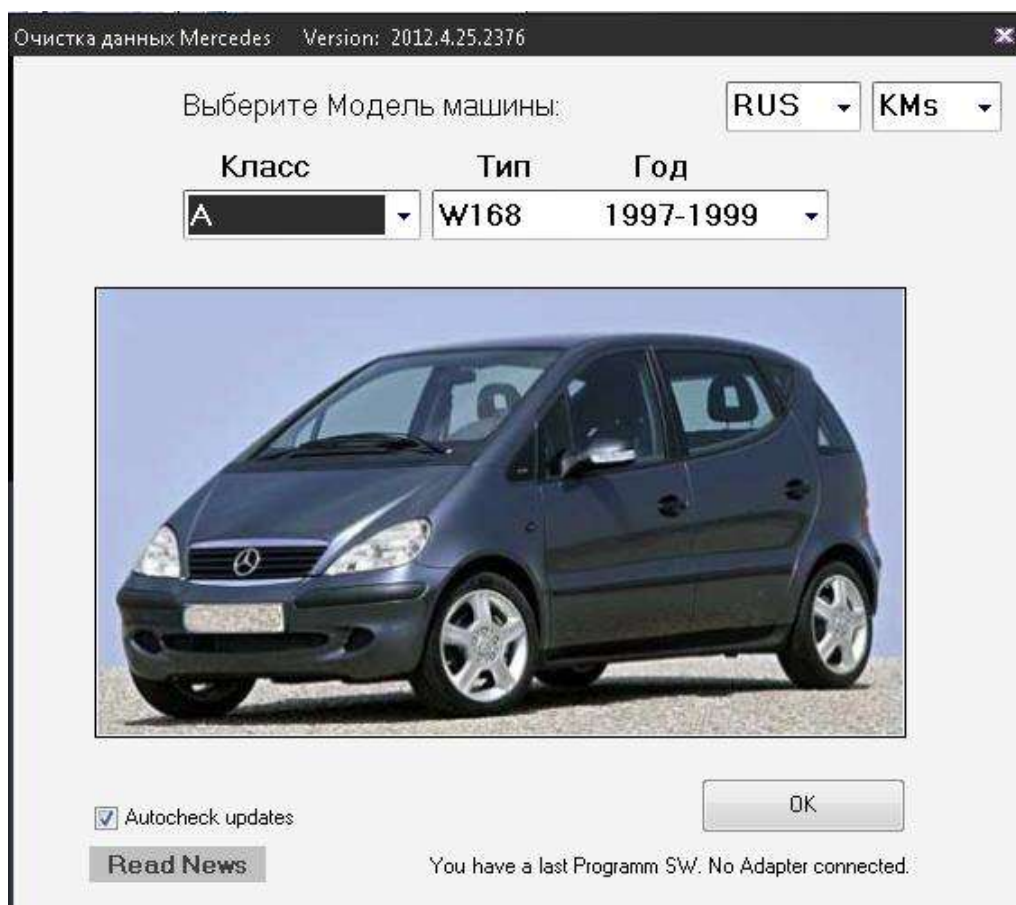 Очистка данных Mercedes Version: 2012.4.25.2376
Выберите Модель машины: RUS KMs
Класс Тип Год
A W168 1997-1999
Autocheck updates
OK
Read News
You have a last Programm SW. No Adapter connected.